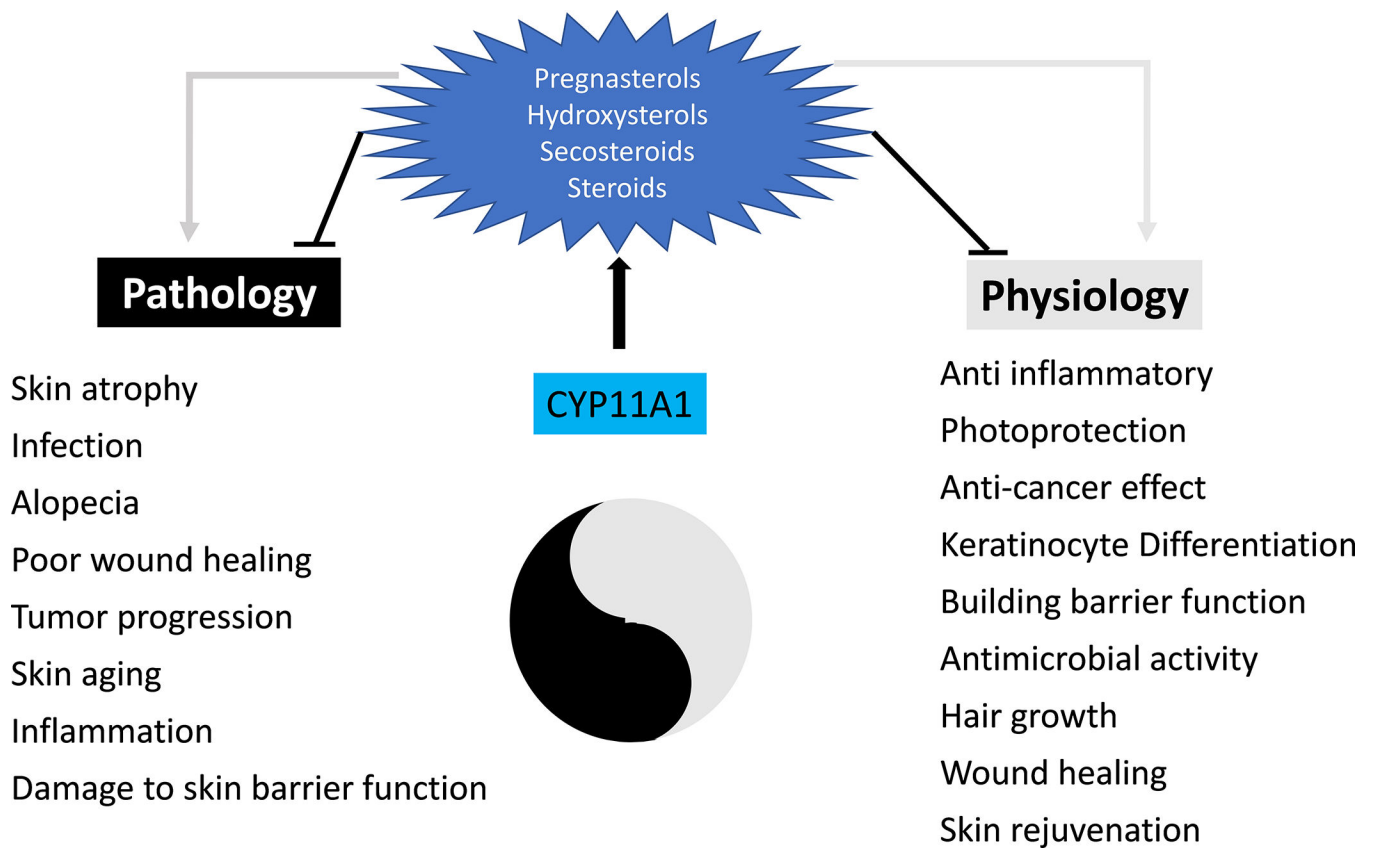 Pregnasterols
Hydroxysterols
Secosteroids
Steroids
Pathology
Physiology
CYP11A1
Skin atrophy
Infection
Alopecia
Poor wound healing
Tumor progression
Skin aging
Inflammation
Damage to skin barrier function
Anti inflammatory
Photoprotection
Anti-cancer effect
Keratinocyte Differentiation
Building barrier function
Antimicrobial activity
Hair growth
Wound healing
Skin rejuvenation